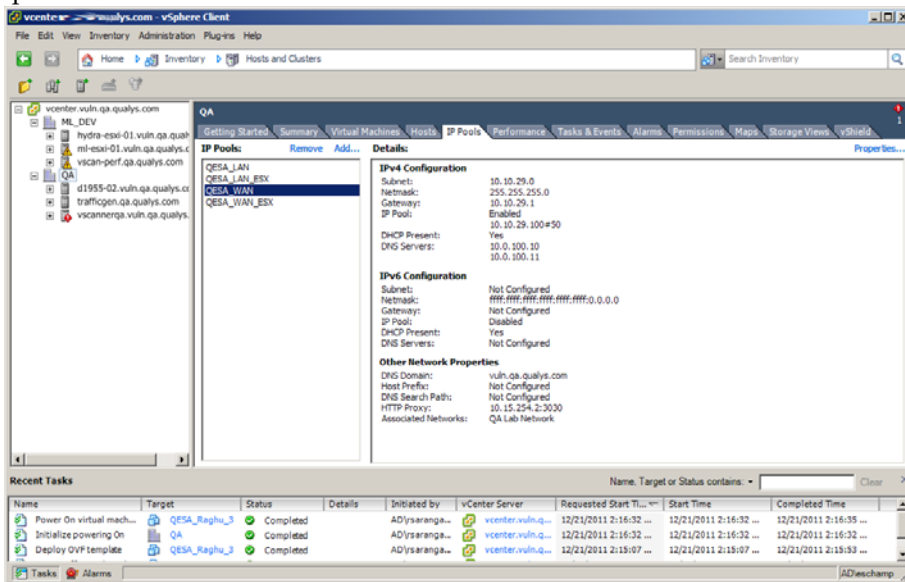 vcenter qualys.com - vSphere Client
File Edit View Inventory Administration Plug-ins Help
Home Inventory Hosts and Clusters Search Inventory
vcenter.vuln.qa.qualys.com
ML_DEV
hydra-esxi-01.vuln.qa.qual
ml-esxi-01.vuln.qa.qualys.c
vscan-perf.qa.qualys.com
QA
d1955-02.vuln.qa.qualys.co
trafficgen.qa.qualys.com
vscannerqa.vuln.qa.qualys.
QA
1
Getting Started Summary Virtual Machines Hosts IP Pools Performance Tasks & Events Alarms Permissions Maps Storage Views vShield
IP Pools: Remove Add...
QESA_LAN
QESA_LAN_ESX
QESA_WAN
QESA_WAN_ESX
Details: Properties...
IPv4 Configuration
Subnet: 10.10.29.0
Netmask: 255.255.255.0
Gateway: 10.10.29.1
IP Pool: Enabled
10.10.29.100#50
DHCP Present: Yes
DNS Servers: 10.0.100.10
10.0.100.11
IPv6 Configuration
Subnet: Not Configured
Netmask: ffff:ffff:ffff:ffff:ffff:ffff:0.0.0.0
Gateway: Not Configured
IP Pool: Disabled
DHCP Present: Yes
DNS Servers: Not Configured
Other Network Properties
DNS Domain: vuln.qa.qualys.com
Host Prefix: Not Configured
DNS Search Path: Not Configured
HTTP Proxy: 10.15.254.2:3030
Associated Networks: QA Lab Network
Recent Tasks Name, Target or Status contains: Clear
Name Target Status Details Initiated by vCenter Server Requested Start Ti... Start Time Completed Time
Power On virtual mach... QESA_Raghu_3 Completed AD\rsaranga... vcenter.vuln.q... 12/21/2011 2:16:32 ... 12/21/2011 2:16:32 ... 12/21/2011 2:16:35 ...
Initialize powering On QA Completed AD\rsaranga... vcenter.vuln.q... 12/21/2011 2:16:32 ... 12/21/2011 2:16:32 ... 12/21/2011 2:16:32 ...
Deploy OVF template QESA_Raghu_3 Completed AD\rsaranga... vcenter.vuln.q... 12/21/2011 2:15:07 ... 12/21/2011 2:15:07 ... 12/21/2011 2:15:53 ...
Tasks Alarms AD\eschamp